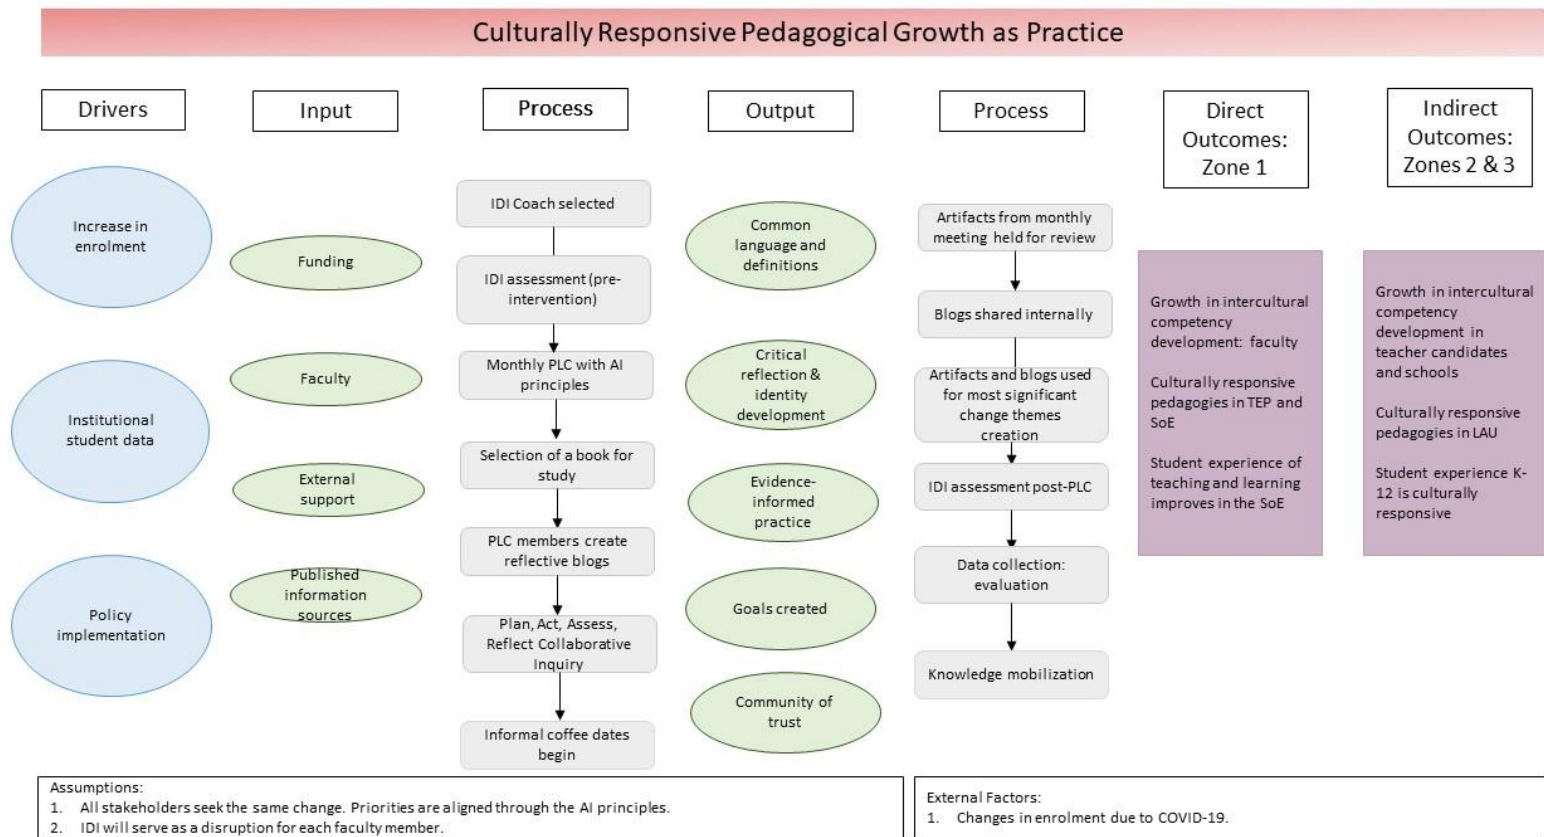 Culturally Responsive Pedagogical Growth as Practice
Drivers
Increase in
enrolment
Institutional
student data
Policy
implementation
Input
Funding
Faculty
External
support
Published
information
sources
Process
IDI Coach selected
IDI assessment (pre-
intervention)
Monthly PLC with AI
principles
Selection of a book for
study
PLC members create
reflective blogs
Plan, Act, Assess,
Reflect Collaborative
Inquiry
Informal coffee dates
begin
Output
Common
language and
definitions
Critical
reflection &
identity
development
Evidence-
informed
practice
Goals created
Community of
trust
Process
Artifacts from monthly
meeting held for review
Blogs shared internally
Artifacts and blogs used
for most significant
change themes
creation
IDI assessment post-PLC
Data collection:
evaluation
Knowledge mobilization
Direct
Outcomes:
Zone 1
Growth in intercultural
competency
development: faculty
Culturally responsive
pedagogies in TEP and
SoE
Student experience of
teaching and learning
improves in the SoE
Indirect
Outcomes:
Zones 2 & 3
Growth in intercultural
competency
development in
teacher candidates
and schools
Culturally responsive
pedagogies in LAU
Student experience K-
12 is culturally
responsive
Assumptions:
1. All stakeholders seek the same change. Priorities are aligned through the AI principles.
2. IDI will serve as a disruption for each faculty member.
External Factors:
1. Changes in enrolment due to COVID-19.